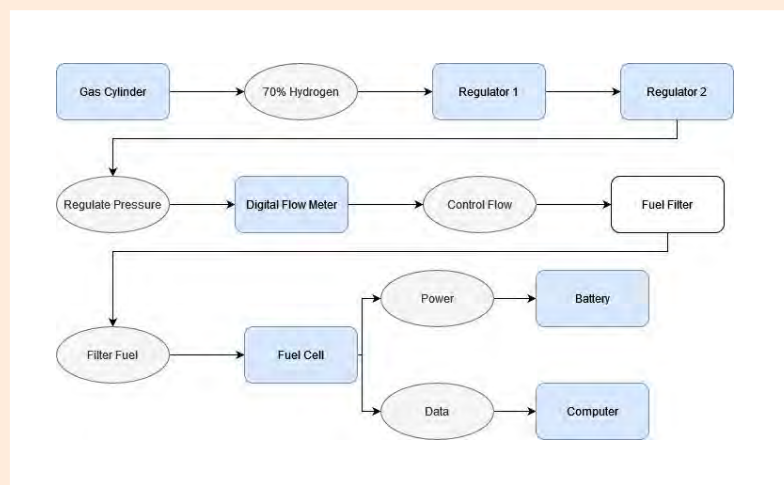 Gas Cylinder
70% Hydrogen
Regulator 1
Regulator 2
Regulate Pressure
Digital Flow Meter
Control Flow
Fuel Filter
Filter Fuel
Fuel Cell
Power
Battery
Data
Computer